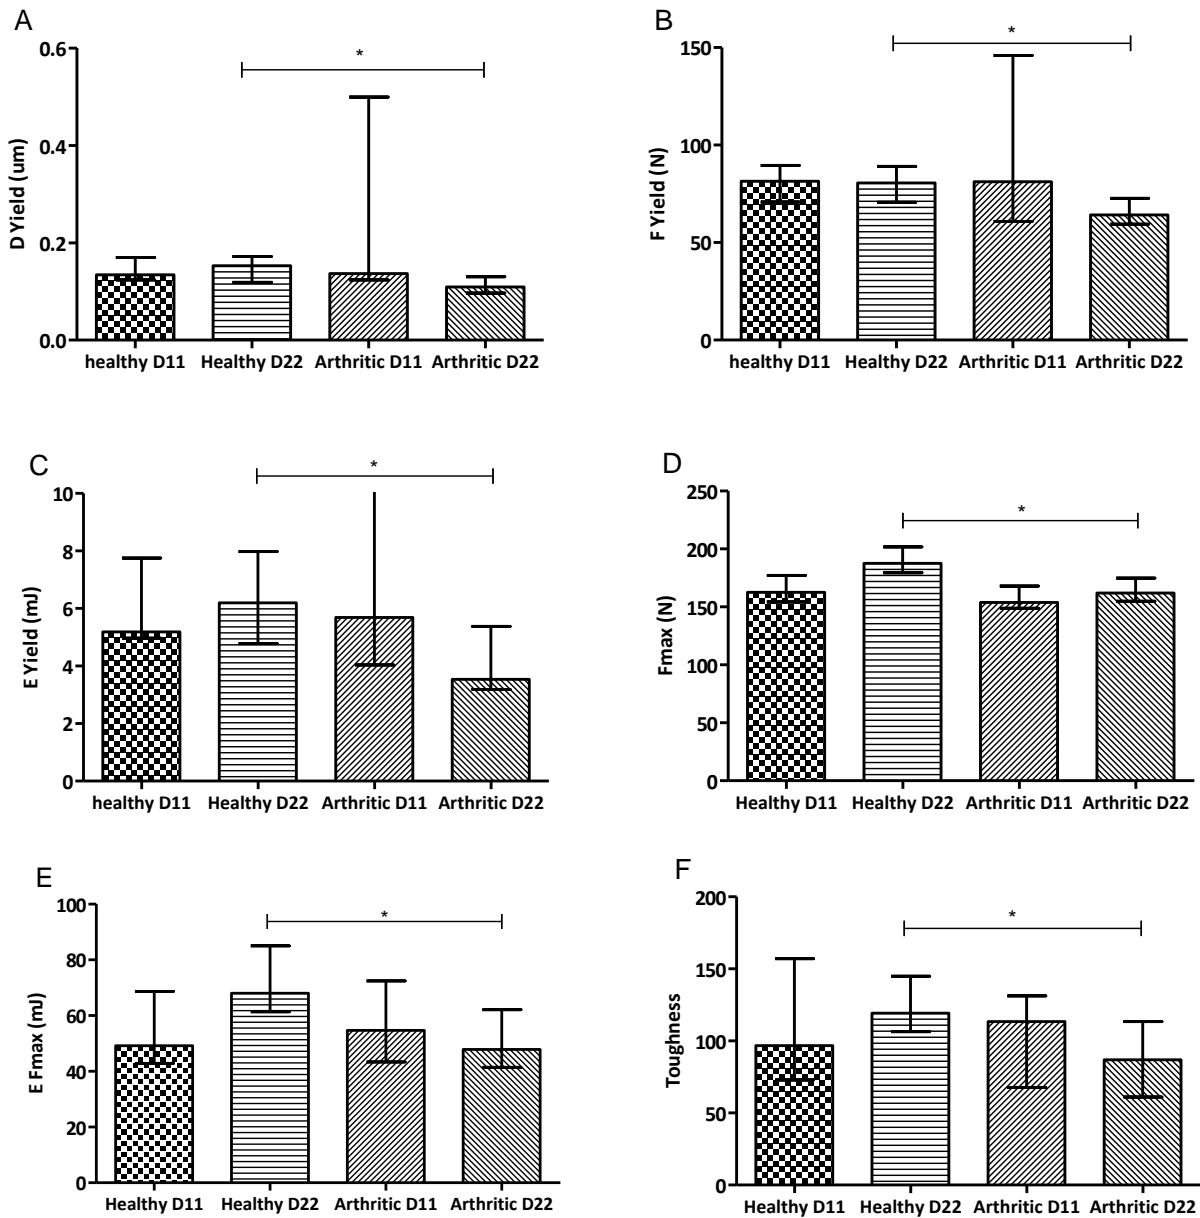 A
D Yield (um)
0.6
0.4
0.2
0.0
*
healthy D11 Healthy D22 Arthritic D11 Arthritic D22
B
F Yield (N)
150
100
50
0
*
healthy D11 Healthy D22 Arthritic D11 Arthritic D22
C
E Yield (mJ)
10
8
6
4
2
0
*
healthy D11 Healthy D22 Arthritic D11 Arthritic D22
D
Fmax (N)
250
200
150
100
50
0
*
Healthy D11 Healthy D22 Arthritic D11 Arthritic D22
E
E Fmax (mJ)
100
80
60
40
20
0
*
Healthy D11 Healthy D22 Arthritic D11 Arthritic D22
F
Toughness
200
150
100
50
0
*
Healthy D11 Healthy D22 Arthritic D11 Arthritic D22